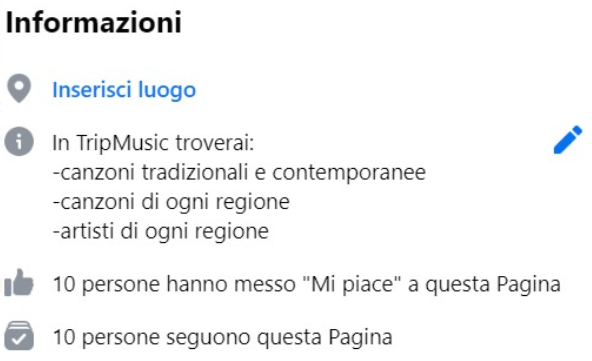 Informazioni
Inserisci luogo
In TripMusic troverai:
-canzoni tradizionali e contemporanee
-canzoni di ogni regione
-artisti di ogni regione
10 persone hanno messo "Mi piace" a questa Pagina
10 persone seguono questa Pagina